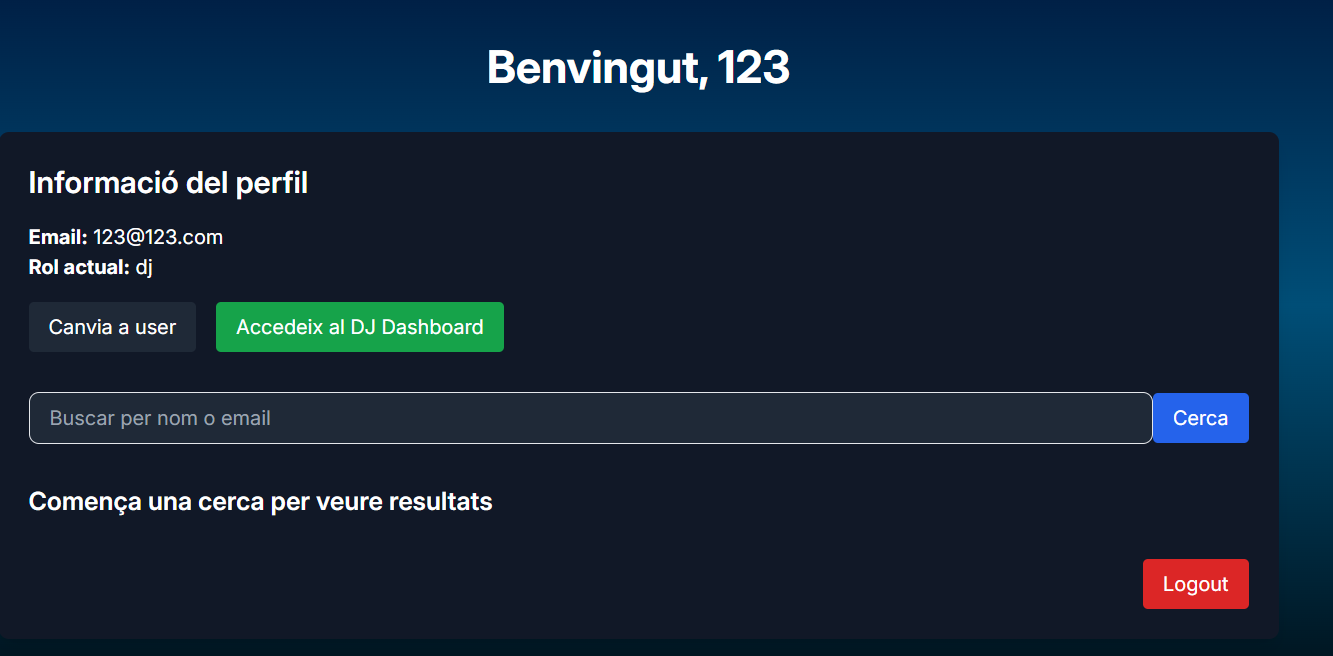 Benvingut, 123
Informació del perfil
Email: 123@123.com
Rol actual: dj
Canvia a user
Accedeix al DJ Dashboard
Buscar per nom o email
Cerca
Comença una cerca per veure resultats
Logout